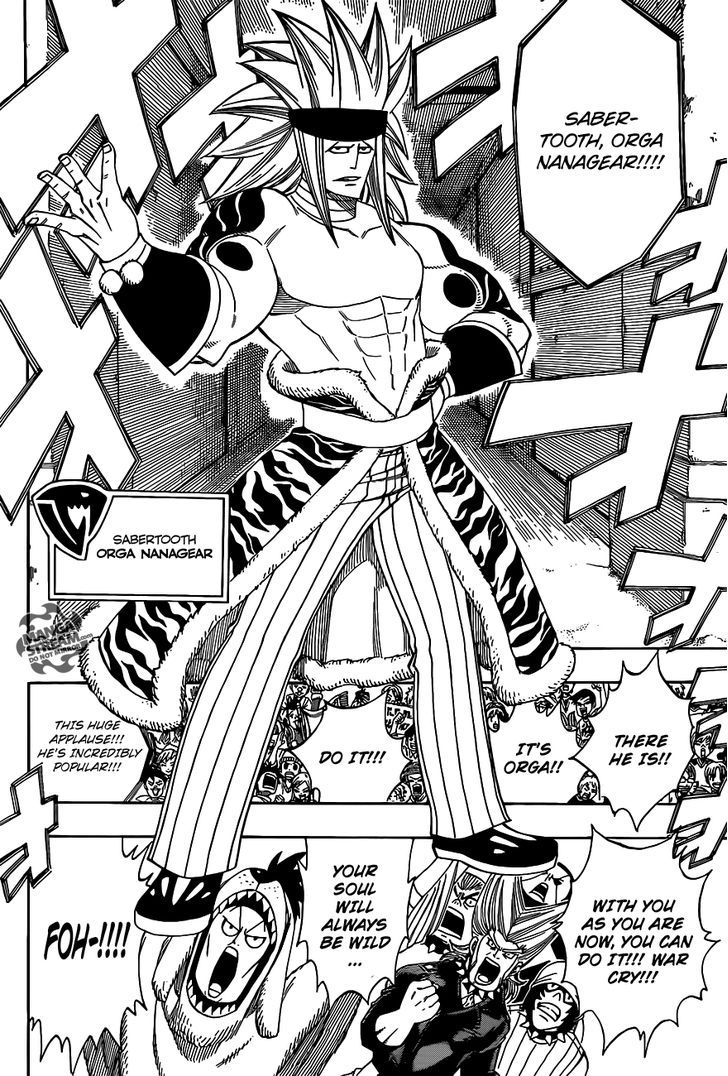 SABER-
TOOTH, ORGA
NANAGEAR!!!!
SABERTOOTH
ORGA NANAGEAR
MANGA
STREAM.com
DO NOT MIRROR
THERE
HE IS!!
IT'S
ORGA!!
DO IT!!!
THIS HUGE
APPLAUSE!!!
HE'S INCREDIBLY
POPULAR!!!
WITH YOU
AS YOU ARE
NOW, YOU CAN
DO IT!!! WAR
CRY!!!
YOUR
SOUL
WILL
ALWAYS
BE WILD
...
FOH-!!!!